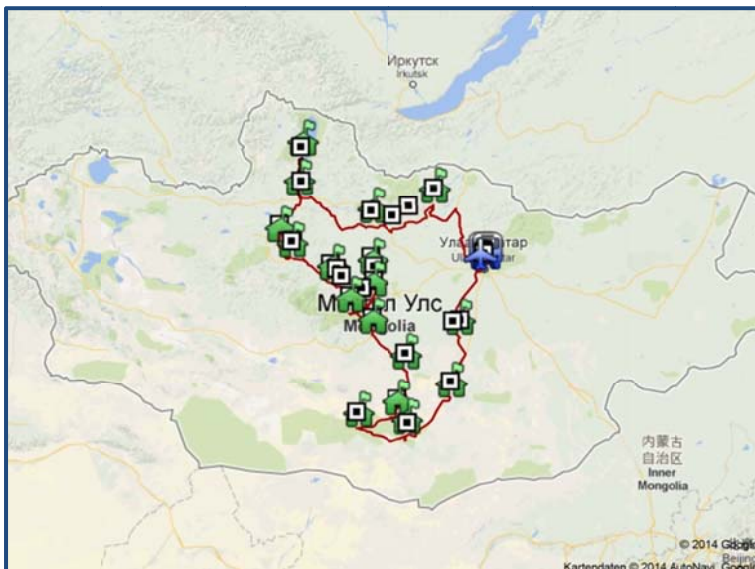 Иркутск
Irkutsk
Монгол Улс
Mongolia
内蒙古
自治区
Inner
Mongolia
© 2014 Google
Beijing
Kartendaten © 2014 AutoNavi, Google